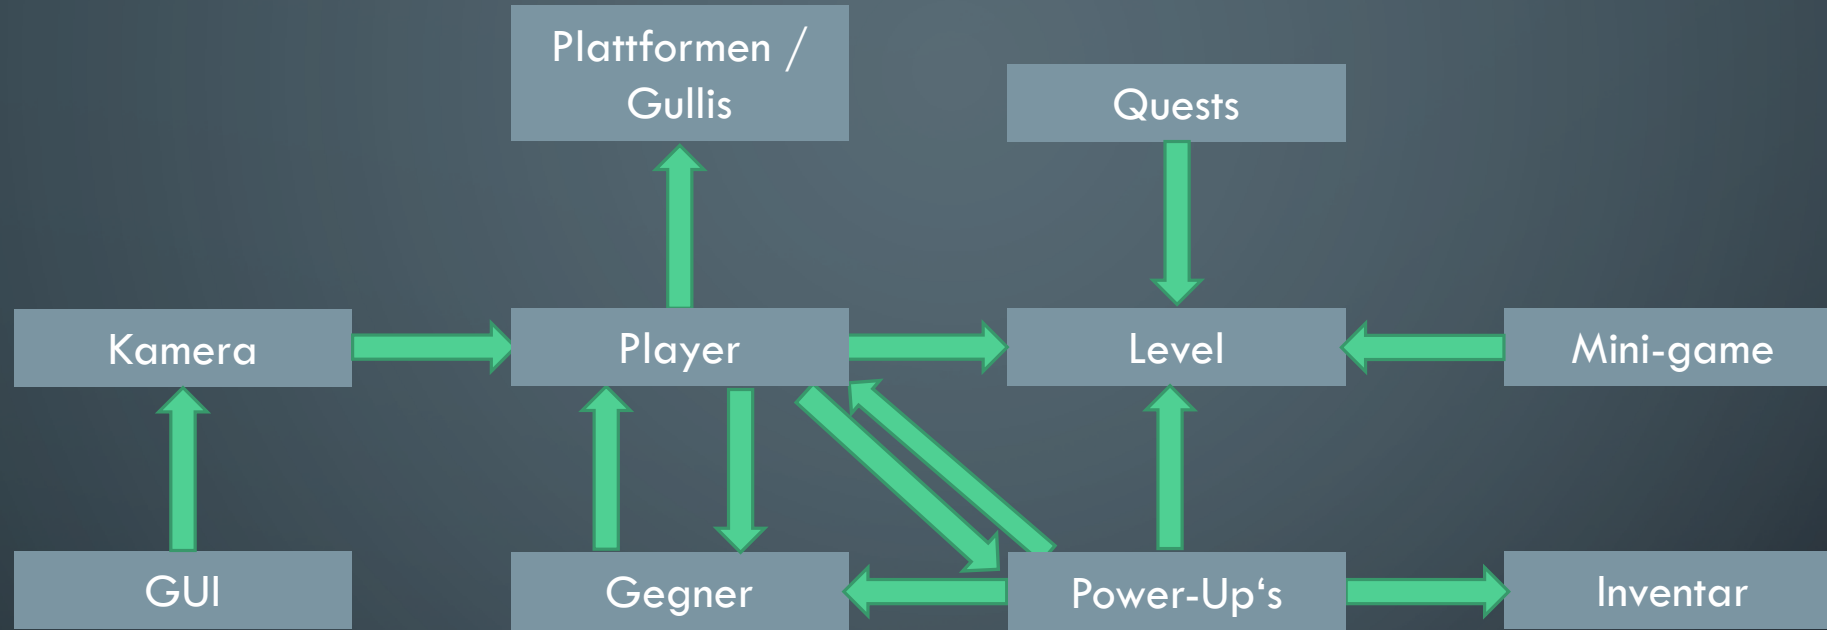 Plattformen /
Gullis
Quests
Kamera
Player
Level
Mini-game
GUI
Gegner
Power-Up‘s
Inventar